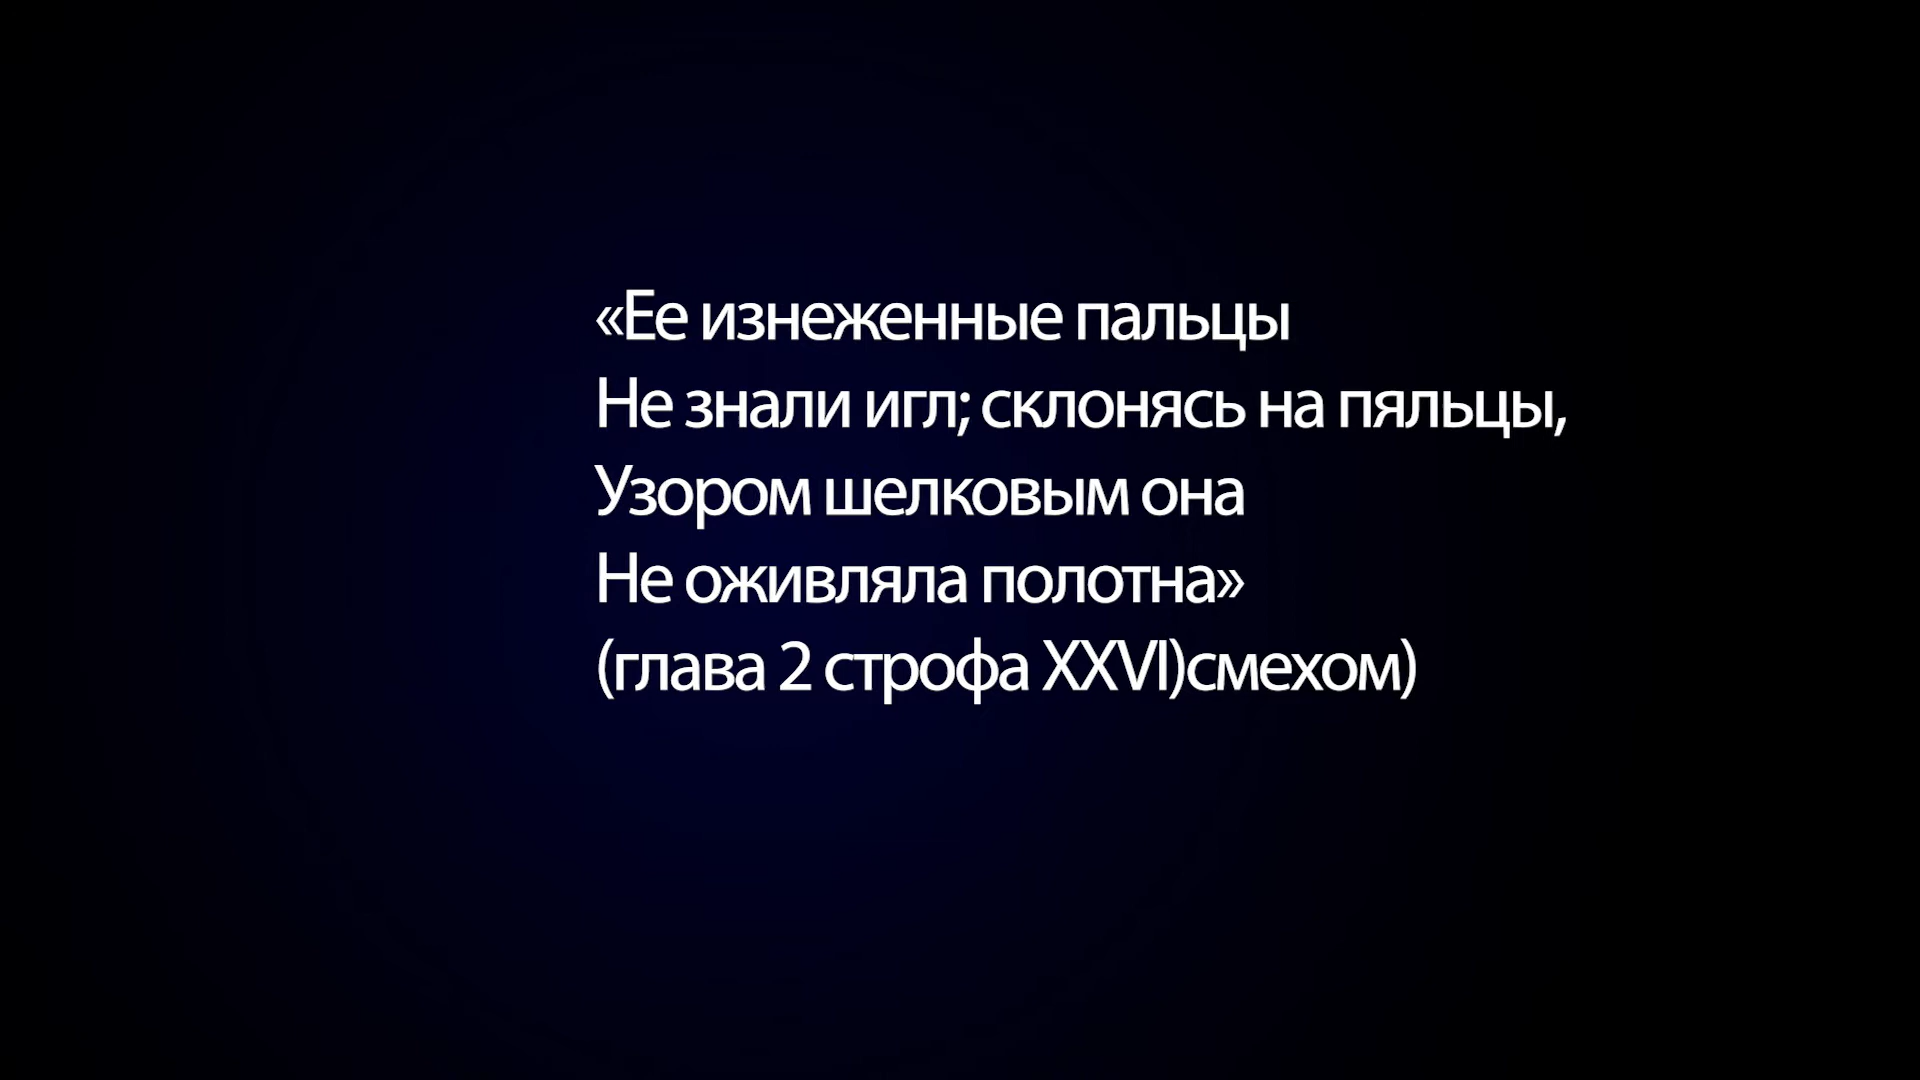 «Ее изнеженные пальцы
Не знали игл; склонясь на пяльцы,
Узором шелковым она
Не оживляла полотна»
(глава 2 строфа XXVI)смехом)